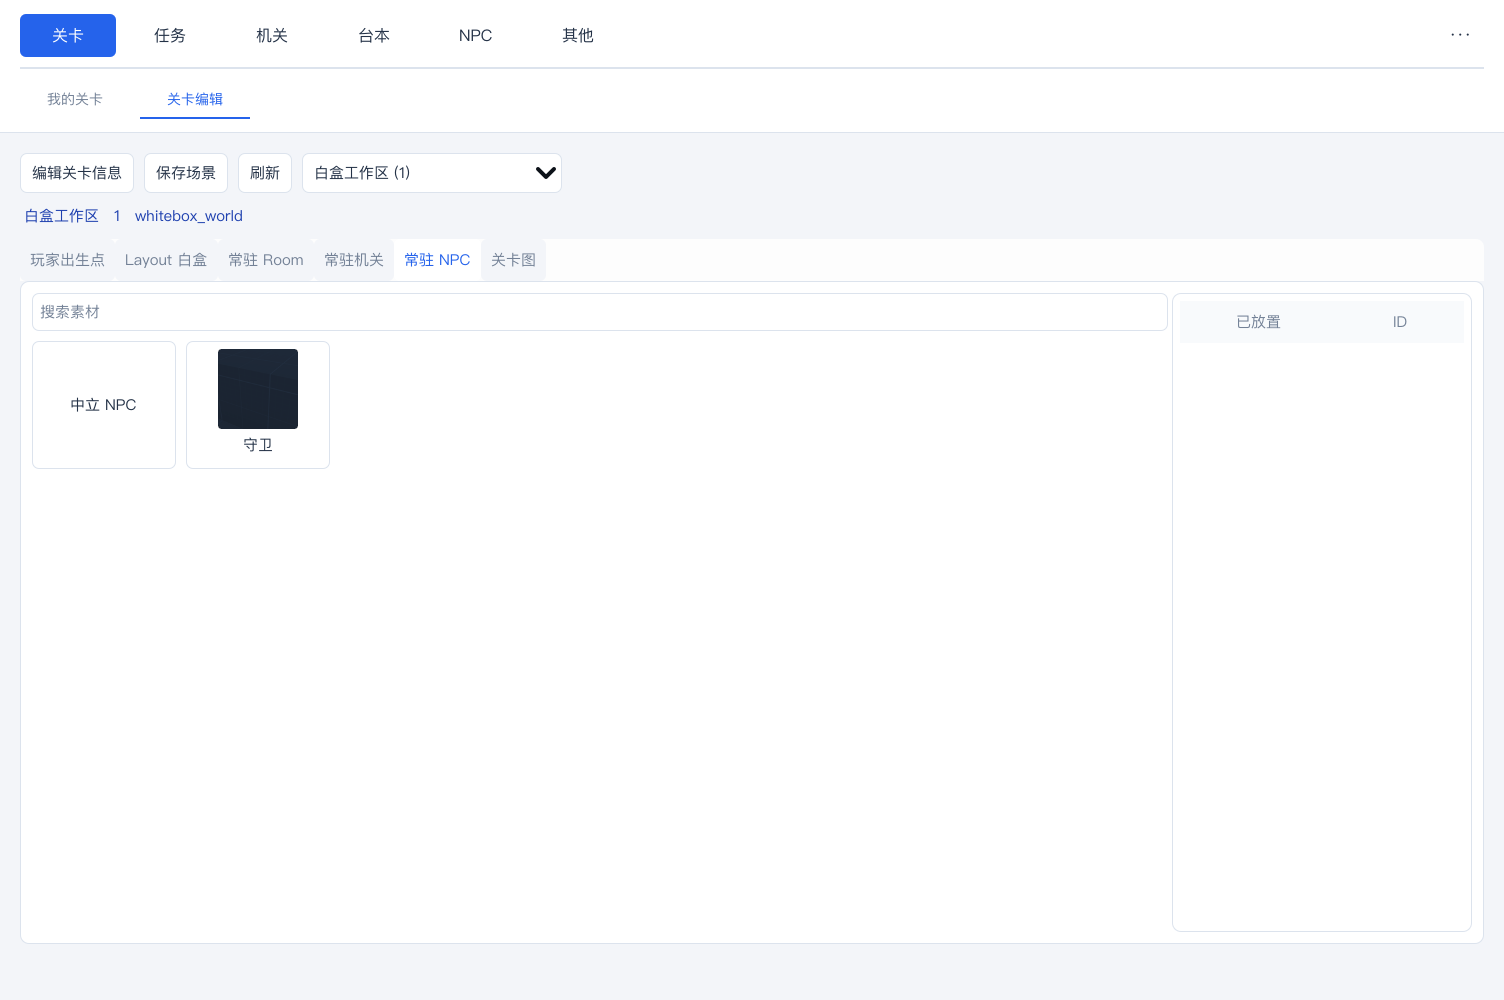 关卡 任务 机关 台本 NPC 其他 ···
我的关卡 关卡编辑
编辑关卡信息 保存场景 刷新 白盒工作区 (1)
白盒工作区 1 whitebox_world
玩家出生点 Layout 白盒 常驻 Room 常驻机关 常驻 NPC 关卡图
搜索素材
已放置 ID
中立 NPC
守卫